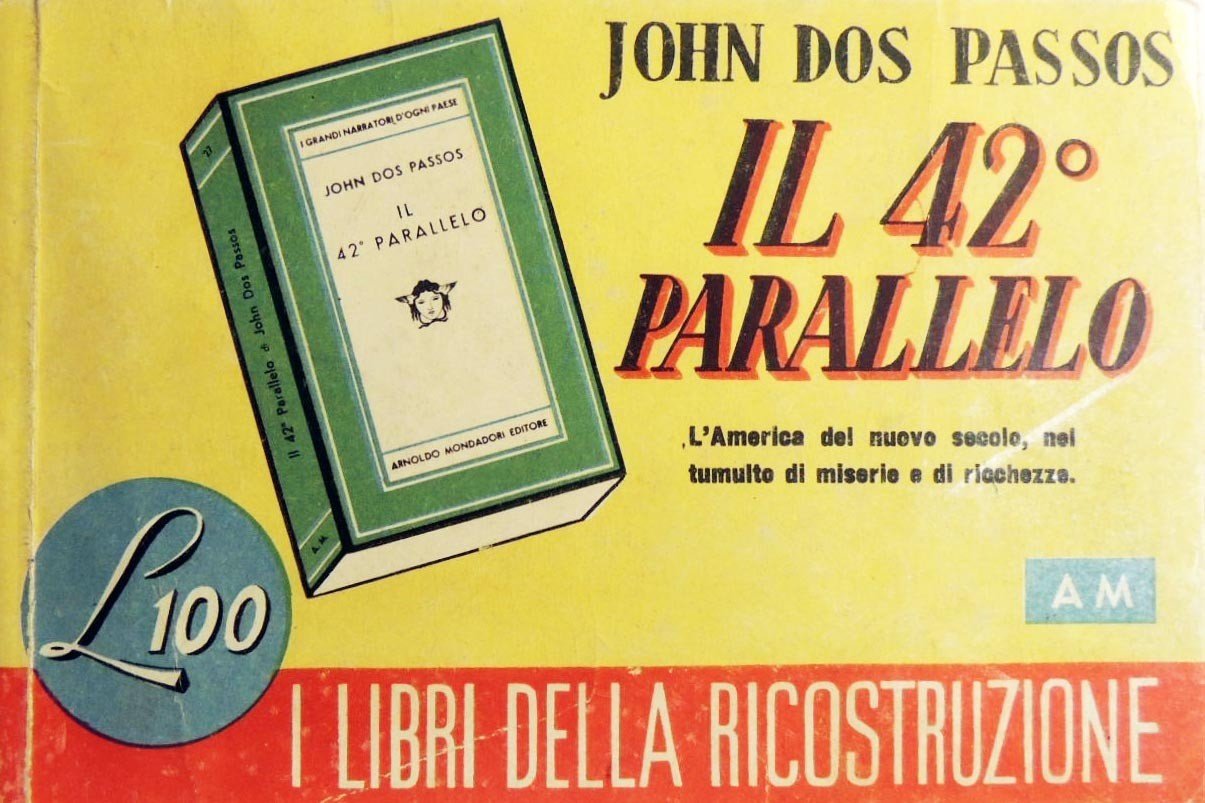 JOHN DOS PASSOS
IL 42°
PARALLELO
L'America del nuovo secolo, nel
tumulto di miserie e di ricchezze.
A M
I GRANDI NARRATORI D'OGNI PAESE
JOHN DOS PASSOS
IL
42° PARALLELO
ARNOLDO MONDADORI EDITORE
27
Il 42° Parallelo di John Dos Passos
A. M.
L. 100
I LIBRI DELLA RICOSTRUZIONE